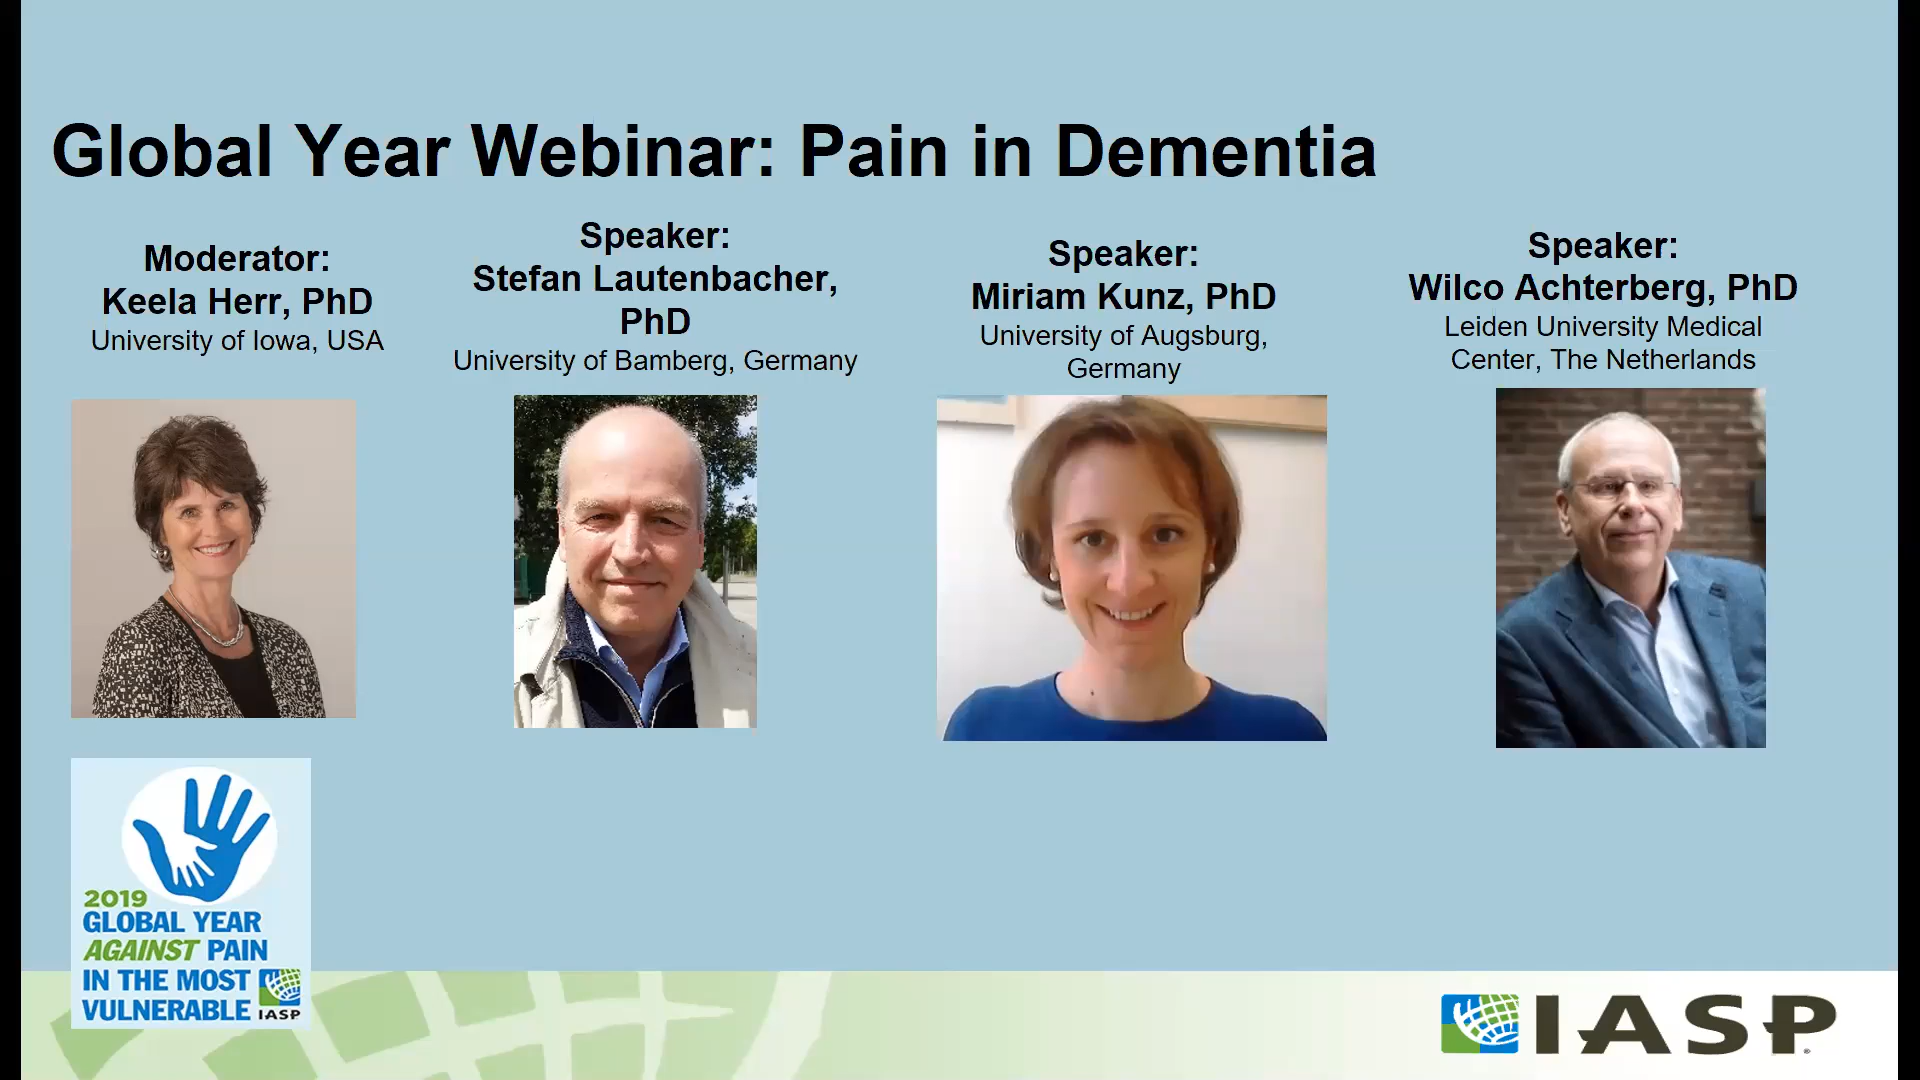 Global Year Webinar: Pain in Dementia
Moderator:
Keela Herr, PhD
University of Iowa, USA
Speaker:
Stefan Lautenbacher,
PhD
University of Bamberg, Germany
Speaker:
Miriam Kunz, PhD
University of Augsburg,
Germany
Speaker:
Wilco Achterberg, PhD
Leiden University Medical
Center, The Netherlands
2019
GLOBAL YEAR
AGAINST PAIN
IN THE MOST
VULNERABLE
IASP
IASP®